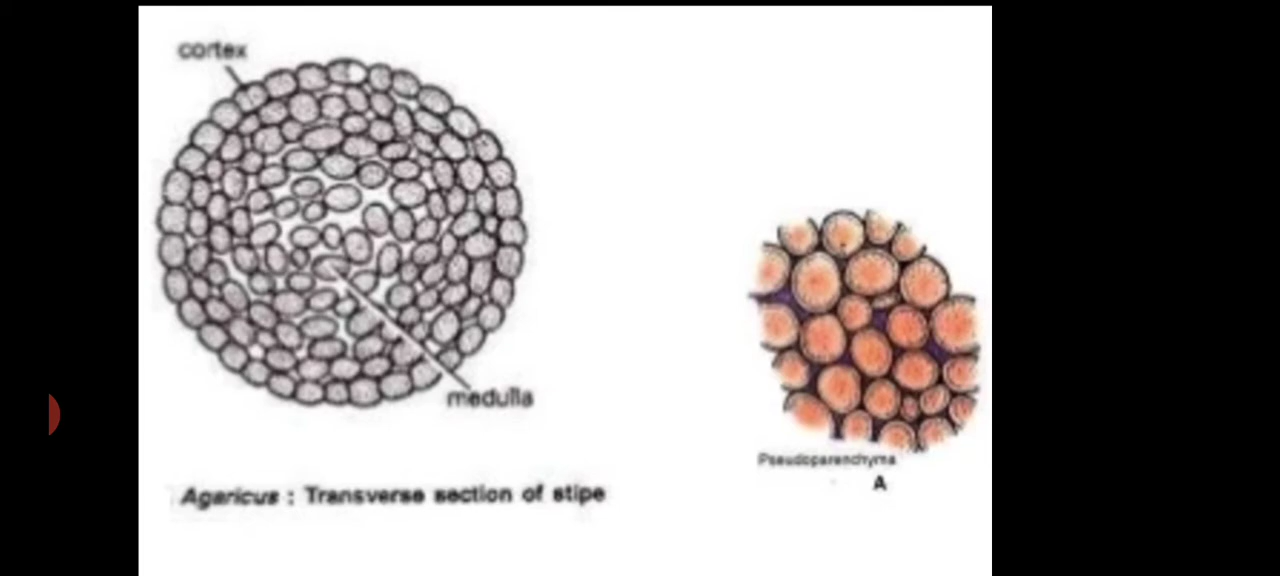 cortex
medulla
Agaricus : Transverse section of stipe
Pseudoparenchyma
A